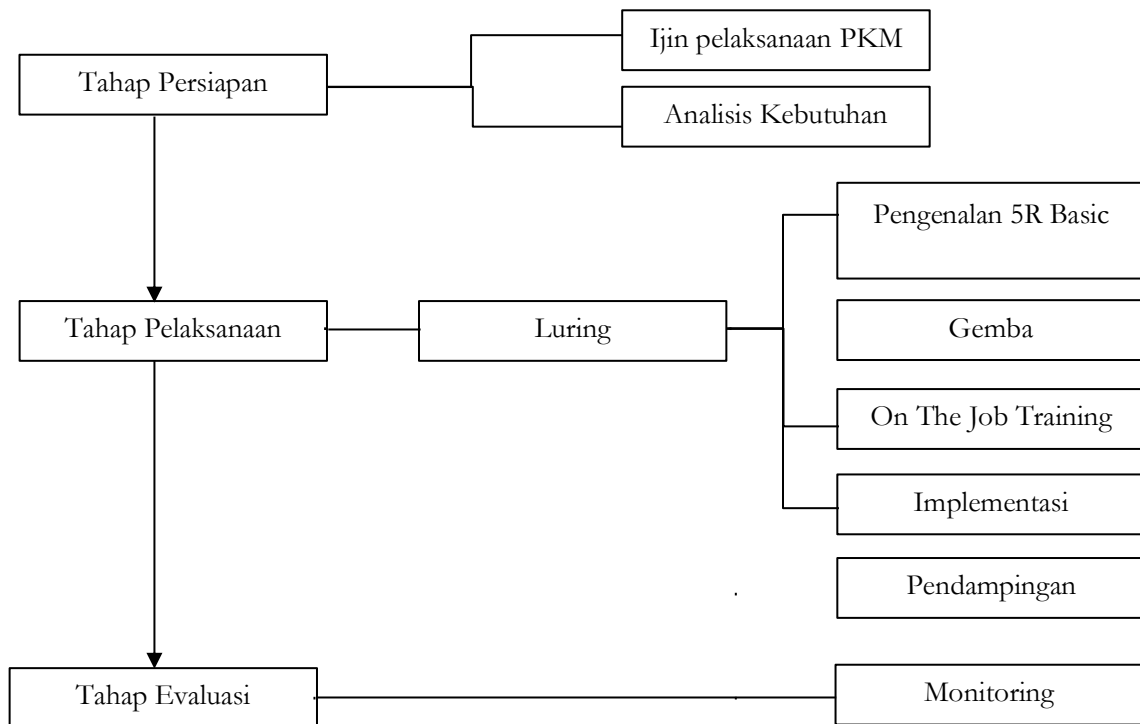 Ijin pelaksanaan PKM
Tahap Persiapan
Analisis Kebutuhan
Pengenalan 5R Basic
Tahap Pelaksanaan
Luring
Gemba
On The Job Training
Implementasi
Pendampingan
Tahap Evaluasi
Monitoring